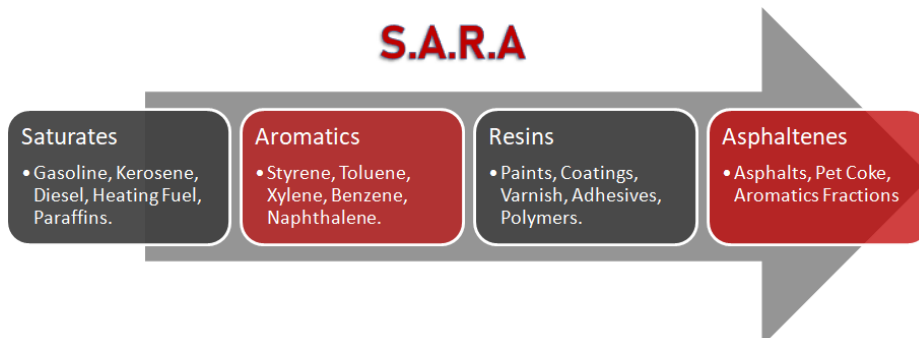 S.A.R.A
Saturates
• Gasoline, Kerosene,
Diesel, Heating Fuel,
Paraffins.
Aromatics
• Styrene, Toluene,
Xylene, Benzene,
Naphthalene.
Resins
• Paints, Coatings,
Varnish, Adhesives,
Polymers.
Asphaltenes
• Asphalts, Pet Coke,
Aromatics Fractions